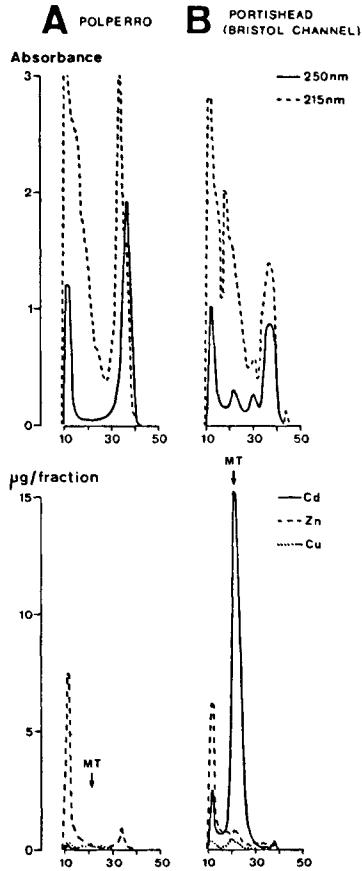 A POLPERRO
B PORTISHEAD
(BRISTOL CHANNEL)
Absorbance
250nm
215nm
3
2
1
0
10 30 50
10 30 50
µg/fraction
MT
Cd
Zn
Cu
15
10
5
0
MT
10 30 50
10 30 50